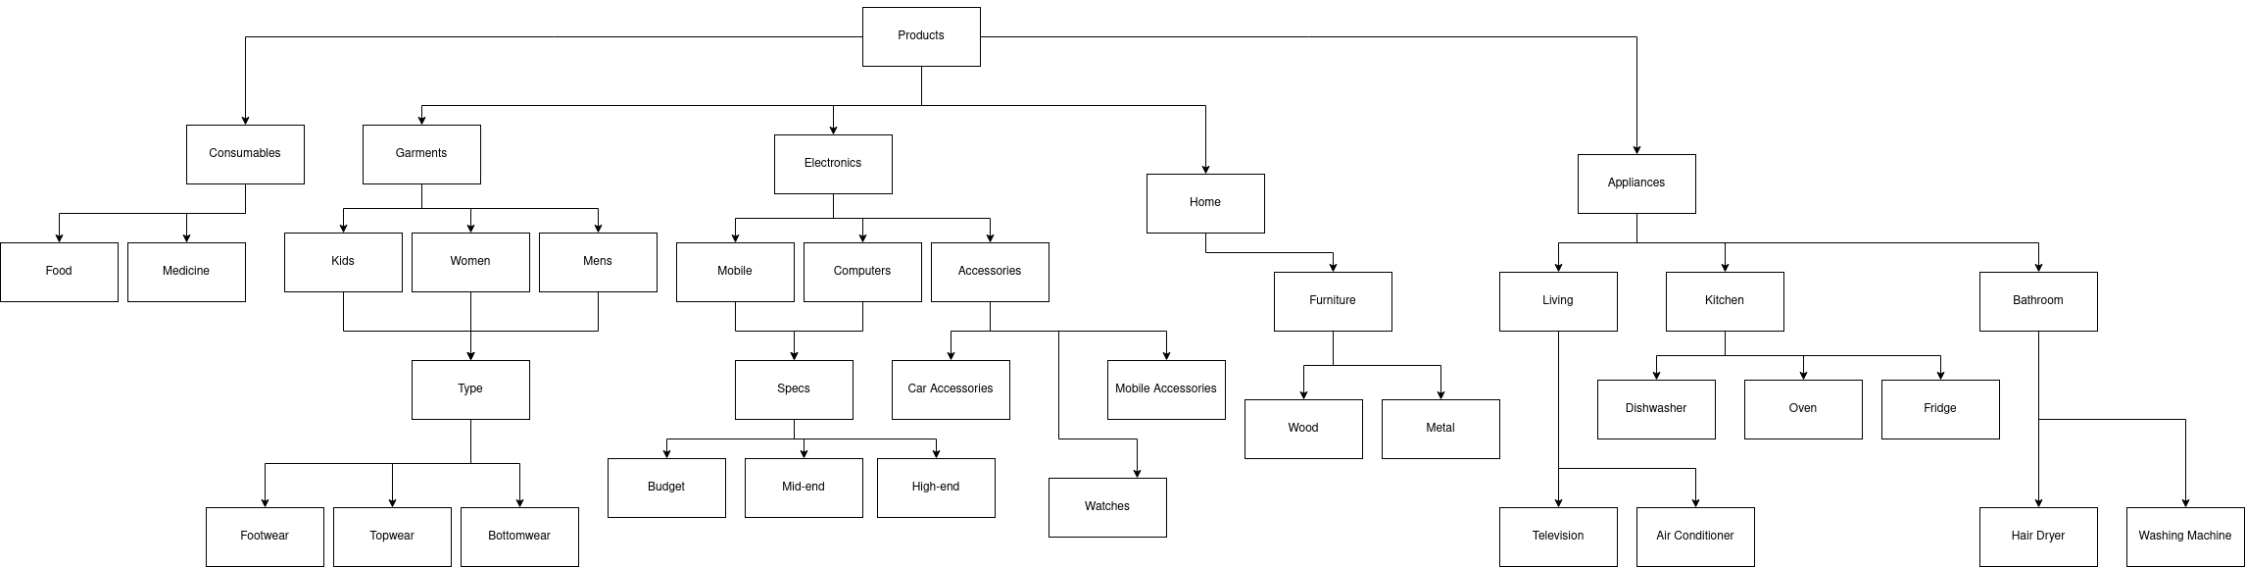 Products
Consumables
Garments
Electronics
Home
Appliances
Food
Medicine
Kids
Women
Mens
Mobile
Computers
Accessories
Furniture
Living
Kitchen
Bathroom
Type
Specs
Car Accessories
Mobile Accessories
Wood
Metal
Dishwasher
Oven
Fridge
Budget
Mid-end
High-end
Watches
Footwear
Topwear
Bottomwear
Television
Air Conditioner
Hair Dryer
Washing Machine